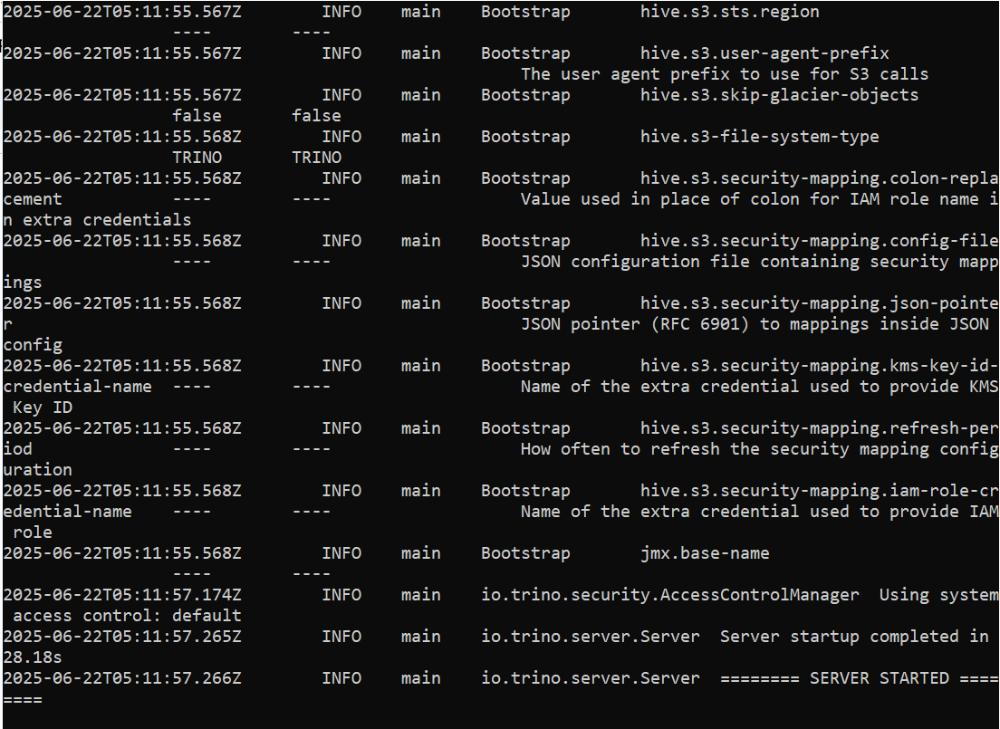 2025-06-22T05:11:55.567Z        INFO    main    Bootstrap       hive.s3.sts.region
                 ----        ----
2025-06-22T05:11:55.567Z        INFO    main    Bootstrap       hive.s3.user-agent-prefix
                                                    The user agent prefix to use for S3 calls
2025-06-22T05:11:55.567Z        INFO    main    Bootstrap       hive.s3.skip-glacier-objects
                 false       false
2025-06-22T05:11:55.568Z        INFO    main    Bootstrap       hive.s3-file-system-type
                 TRINO       TRINO
2025-06-22T05:11:55.568Z        INFO    main    Bootstrap       hive.s3.security-mapping.colon-repla
cement           ----        ----                   Value used in place of colon for IAM role name i
n extra credentials
2025-06-22T05:11:55.568Z        INFO    main    Bootstrap       hive.s3.security-mapping.config-file
                 ----        ----                   JSON configuration file containing security mapp
ings
2025-06-22T05:11:55.568Z        INFO    main    Bootstrap       hive.s3.security-mapping.json-pointe
r                                                   JSON pointer (RFC 6901) to mappings inside JSON
config
2025-06-22T05:11:55.568Z        INFO    main    Bootstrap       hive.s3.security-mapping.kms-key-id-
credential-name  ----        ----                   Name of the extra credential used to provide KMS
 Key ID
2025-06-22T05:11:55.568Z        INFO    main    Bootstrap       hive.s3.security-mapping.refresh-per
iod              ----        ----                   How often to refresh the security mapping config
uration
2025-06-22T05:11:55.568Z        INFO    main    Bootstrap       hive.s3.security-mapping.iam-role-cr
edential-name    ----        ----                   Name of the extra credential used to provide IAM
 role
2025-06-22T05:11:55.568Z        INFO    main    Bootstrap       jmx.base-name
                 ----        ----
2025-06-22T05:11:57.174Z        INFO    main    io.trino.security.AccessControlManager  Using system
 access control: default
2025-06-22T05:11:57.265Z        INFO    main    io.trino.server.Server  Server startup completed in
28.18s
2025-06-22T05:11:57.266Z        INFO    main    io.trino.server.Server  ======== SERVER STARTED ====
====